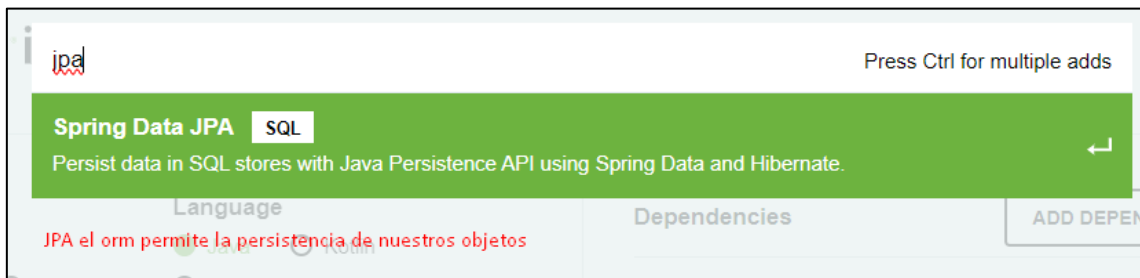 jpa
Press Ctrl for multiple adds
Spring Data JPA SQL
Persist data in SQL stores with Java Persistence API using Spring Data and Hibernate.
Language
Dependencies
ADD DEPEN
JPA el orm permite la persistencia de nuestros objetos
Java
Kotlin